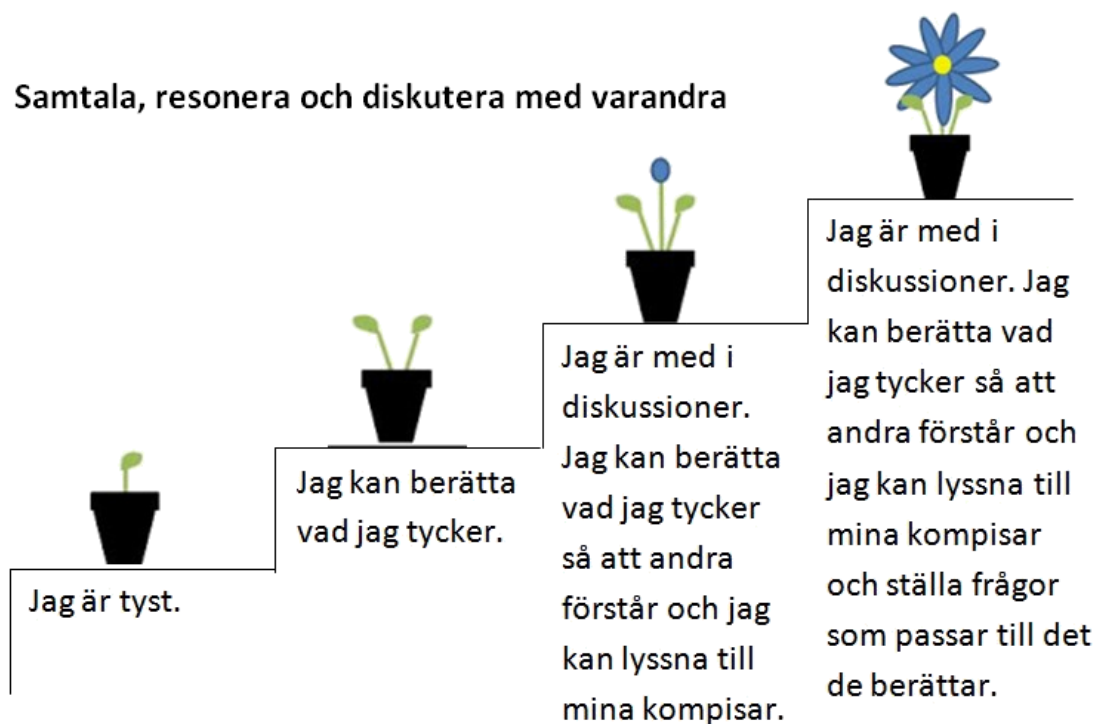 Samtala, resonera och diskutera med varandra
Jag är tyst.
Jag kan berätta
vad jag tycker.
Jag är med i
diskussioner.
Jag kan berätta
vad jag tycker
så att andra
förstår och jag
kan lyssna till
mina kompisar.
Jag är med i
diskussioner. Jag
kan berätta vad
jag tycker så att
andra förstår och
jag kan lyssna till
mina kompisar
och ställa frågor
som passar till det
de berättar.